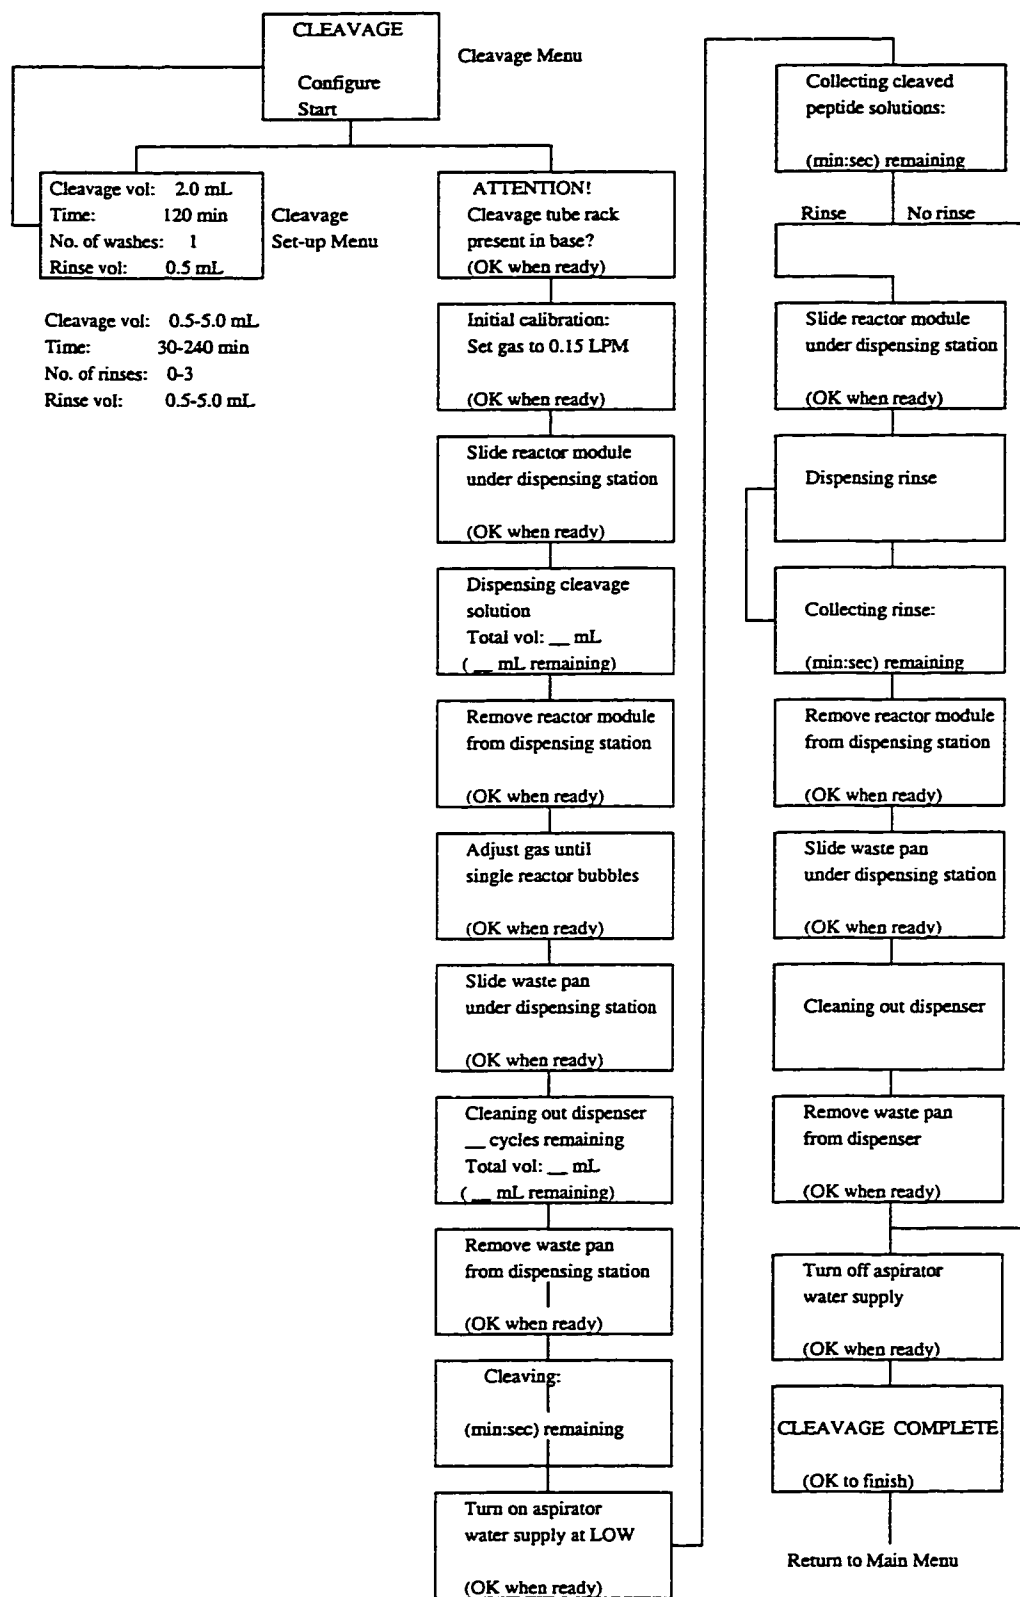 CLEAVAGE
Configure
Start
Cleavage Menu
Cleavage vol: 2.0 mL
Time: 120 min
No. of washes: 1
Rinse vol: 0.5 mL
Cleavage
Set-up Menu
Cleavage vol: 0.5-5.0 mL
Time: 30-240 min
No. of rinses: 0-3
Rinse vol: 0.5-5.0 mL
ATTENTION!
Cleavage tube rack
present in base?
(OK when ready)
Initial calibration:
Set gas to 0.15 LPM
(OK when ready)
Slide reactor module
under dispensing station
(OK when ready)
Dispensing cleavage
solution
Total vol: __ mL
( __ mL remaining)
Remove reactor module
from dispensing station
(OK when ready)
Adjust gas until
single reactor bubbles
(OK when ready)
Slide waste pan
under dispensing station
(OK when ready)
Cleaning out dispenser
__ cycles remaining
Total vol: __ mL
( __ mL remaining)
Remove waste pan
from dispensing station
(OK when ready)
Cleaving:
(min:sec) remaining
Turn on aspirator
water supply at LOW
(OK when ready)
Collecting cleaved
peptide solutions:
(min:sec) remaining
Rinse No rinse
Slide reactor module
under dispensing station
(OK when ready)
Dispensing rinse
Collecting rinse:
(min:sec) remaining
Remove reactor module
from dispensing station
(OK when ready)
Slide waste pan
under dispensing station
(OK when ready)
Cleaning out dispenser
Remove waste pan
from dispenser
(OK when ready)
Turn off aspirator
water supply
(OK when ready)
CLEAVAGE COMPLETE
(OK to finish)
Return to Main Menu